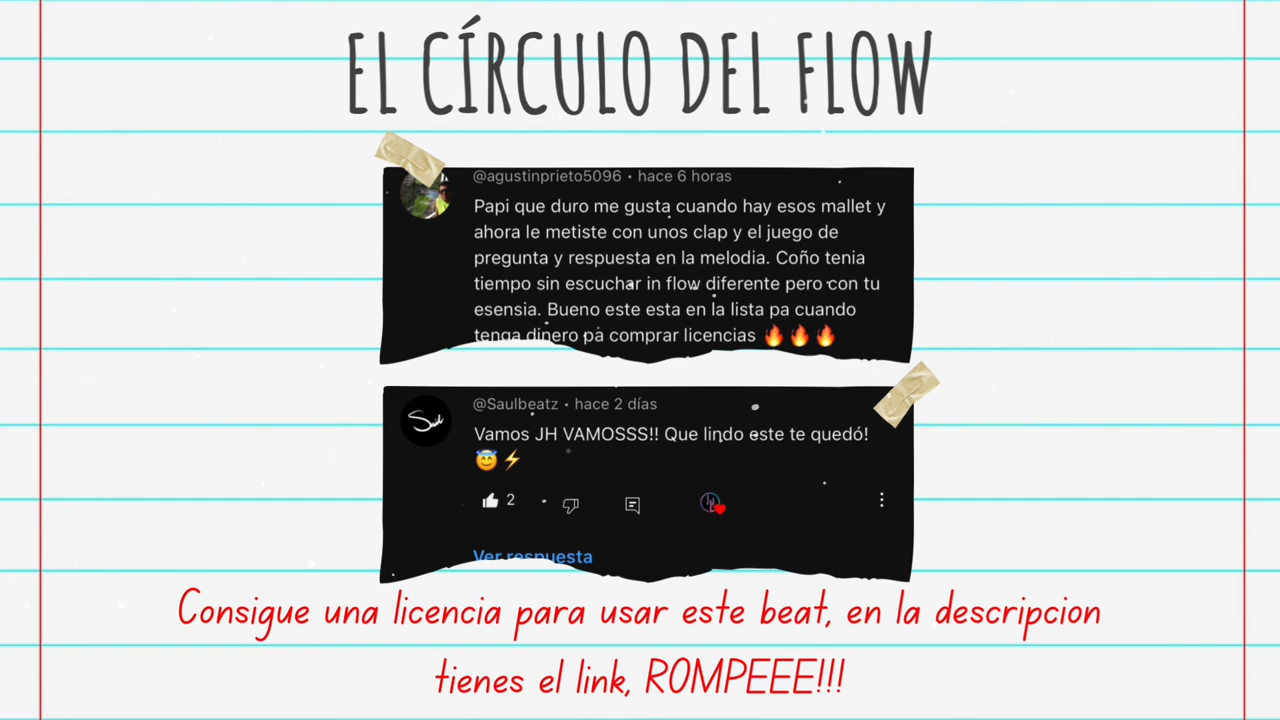 EL CÍRCULO DEL FLOW
@agustinprieto5096 • hace 6 horas
Papi que duro me gusta cuando hay esos mallet y
ahora le metiste con unos clap y el juego de
pregunta y respuesta en la melodia. Coño tenia
tiempo sin escuchar in flow diferente pero con tu
esensia. Bueno este esta en la lista pa cuando
tenga dinero pa comprar licencias 🔥🔥🔥
@Saulbeatz • hace 2 días
Vamos JH VAMOSSS!! Que lindo este te quedó!
😇⚡
2
Ver respuesta
Consigue una licencia para usar este beat, en la descripcion
tienes el link, ROMPEEE!!!